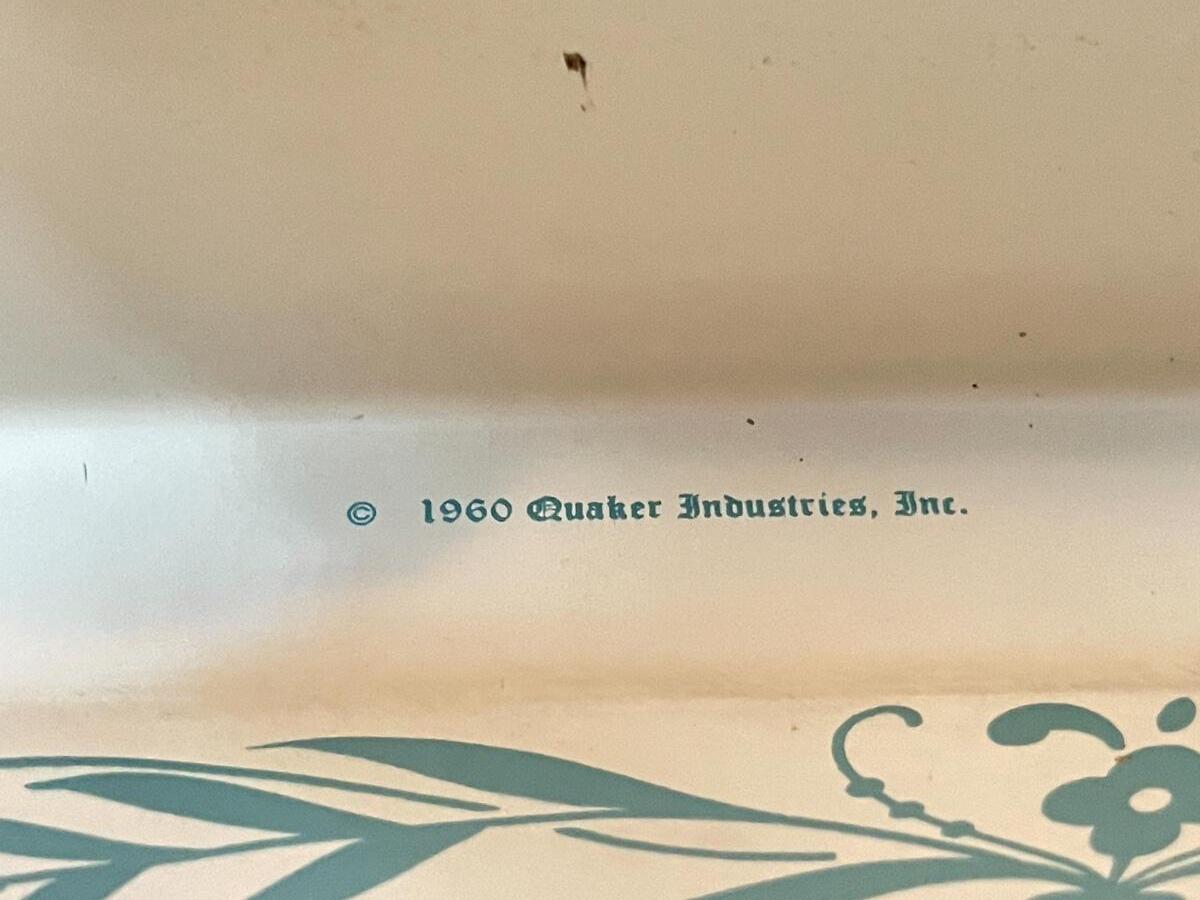 © 1960 Quaker Industries, Inc.